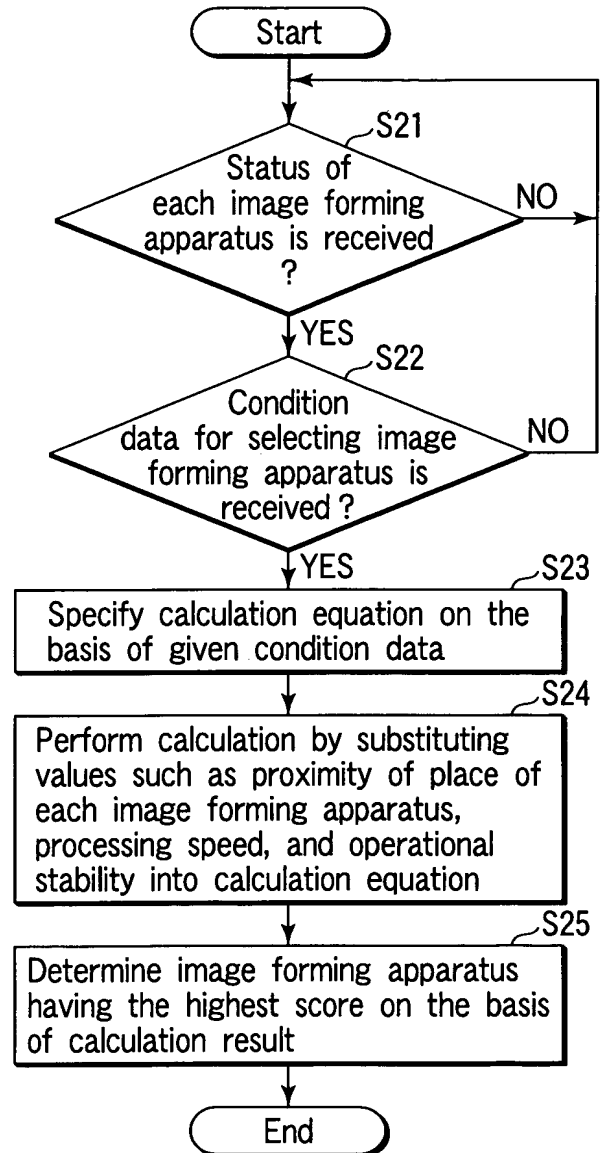 Start
S21
Status of
each image forming
apparatus is received
?
NO
YES
S22
Condition
data for selecting image
forming apparatus is
received ?
NO
YES
S23
Specify calculation equation on the
basis of given condition data
S24
Perform calculation by substituting
values such as proximity of place of
each image forming apparatus,
processing speed, and operational
stability into calculation equation
S25
Determine image forming apparatus
having the highest score on the basis
of calculation result
End